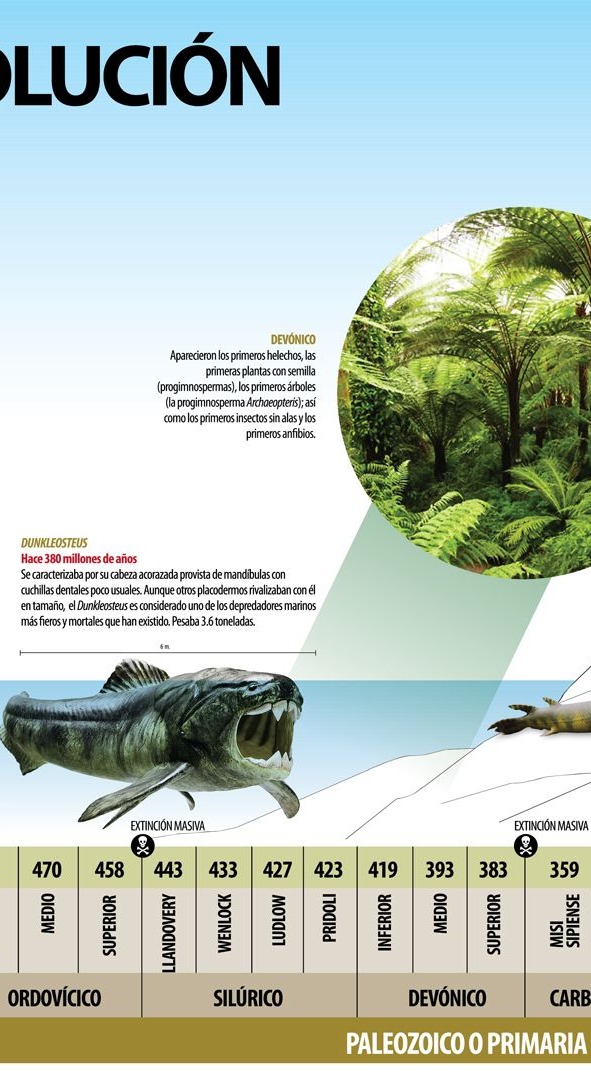 OLUCIÓN
DEVÓNICO
Aparecieron los primeros helechos, las
primeras plantas con semilla
(progimnospermas), los primeros árboles
(la progimnosperma Archaeopteris); así
como los primeros insectos sin alas y los
primeros anfibios.
DUNKLEOSTEUS
Hace 380 millones de años
Se caracterizaba por su cabeza acorazada provista de mandíbulas con
cuchillas dentales poco usuales. Aunque otros placodermos rivalizaban con él
en tamaño, el Dunkleosteus es considerado uno de los depredadores marinos
más fieros y mortales que han existido. Pesaba 3.6 toneladas.
6 m.
EXTINCIÓN MASIVA
EXTINCIÓN MASIVA
470 458 443 433 427 423 419 393 383 359
MEDIO
SUPERIOR
LLANDOVERY
WENLOCK
LUDLOW
PRIDOLI
INFERIOR
MEDIO
SUPERIOR
MISI
SIPIENSE
ORDOVÍCICO SILÚRICO DEVÓNICO CARB
PALEOZOICO O PRIMARIA